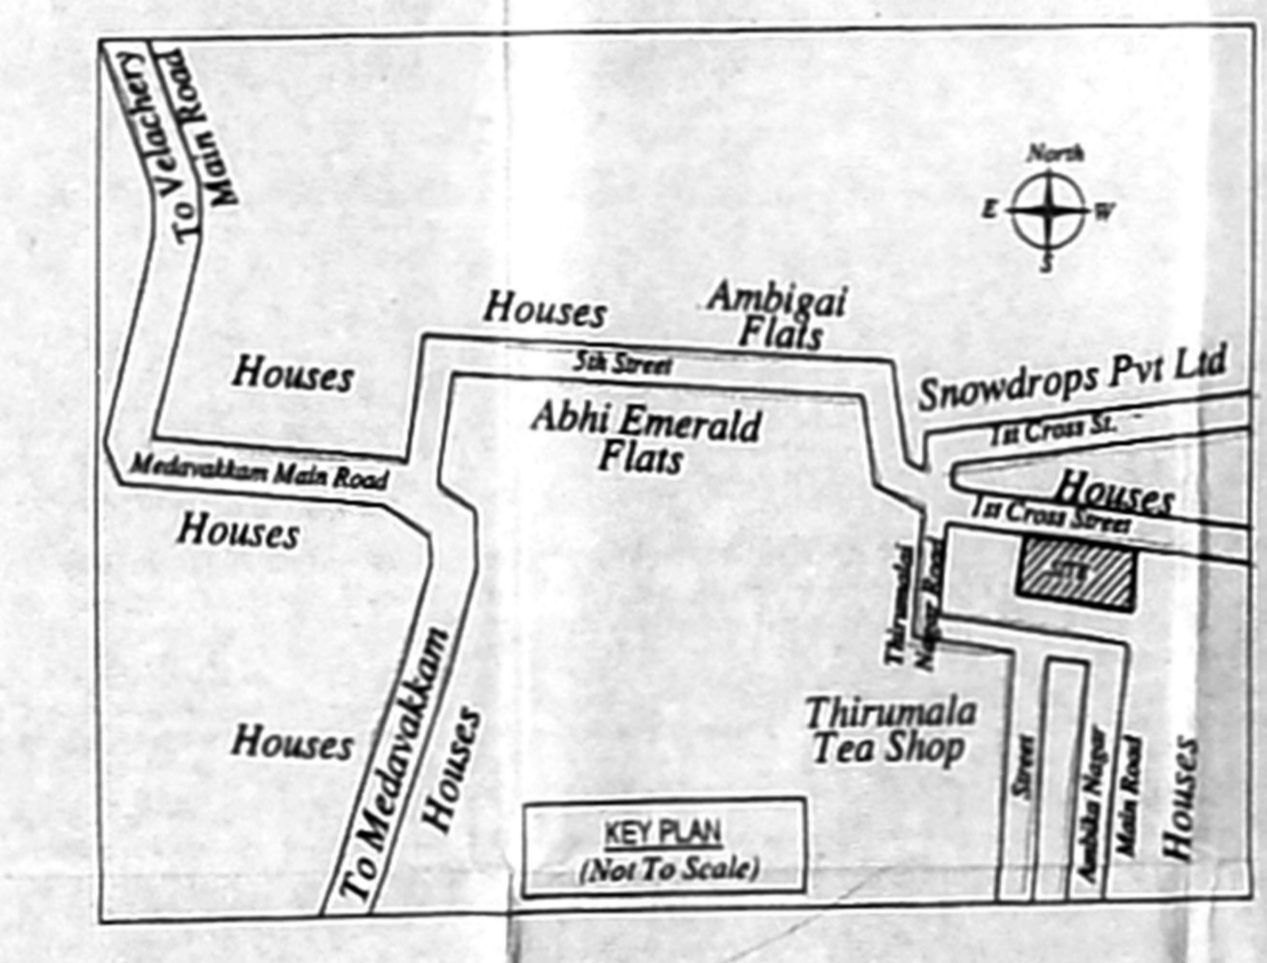 To Velachery
Main Road
North
E W
S
Houses
Ambigai
Flats
5th Street
Houses
Snowdrops Pvt Ltd
1st Cross St.
Abhi Emerald
Flats
Medavakkam Main Road
Houses
1st Cross Street
Houses
SITE
Thirumalai
Nagar Road
To Medavakkam
Houses
Houses
Thirumala
Tea Shop
Street
Ambika Nagar
Main Road
Houses
KEY PLAN
(Not To Scale)